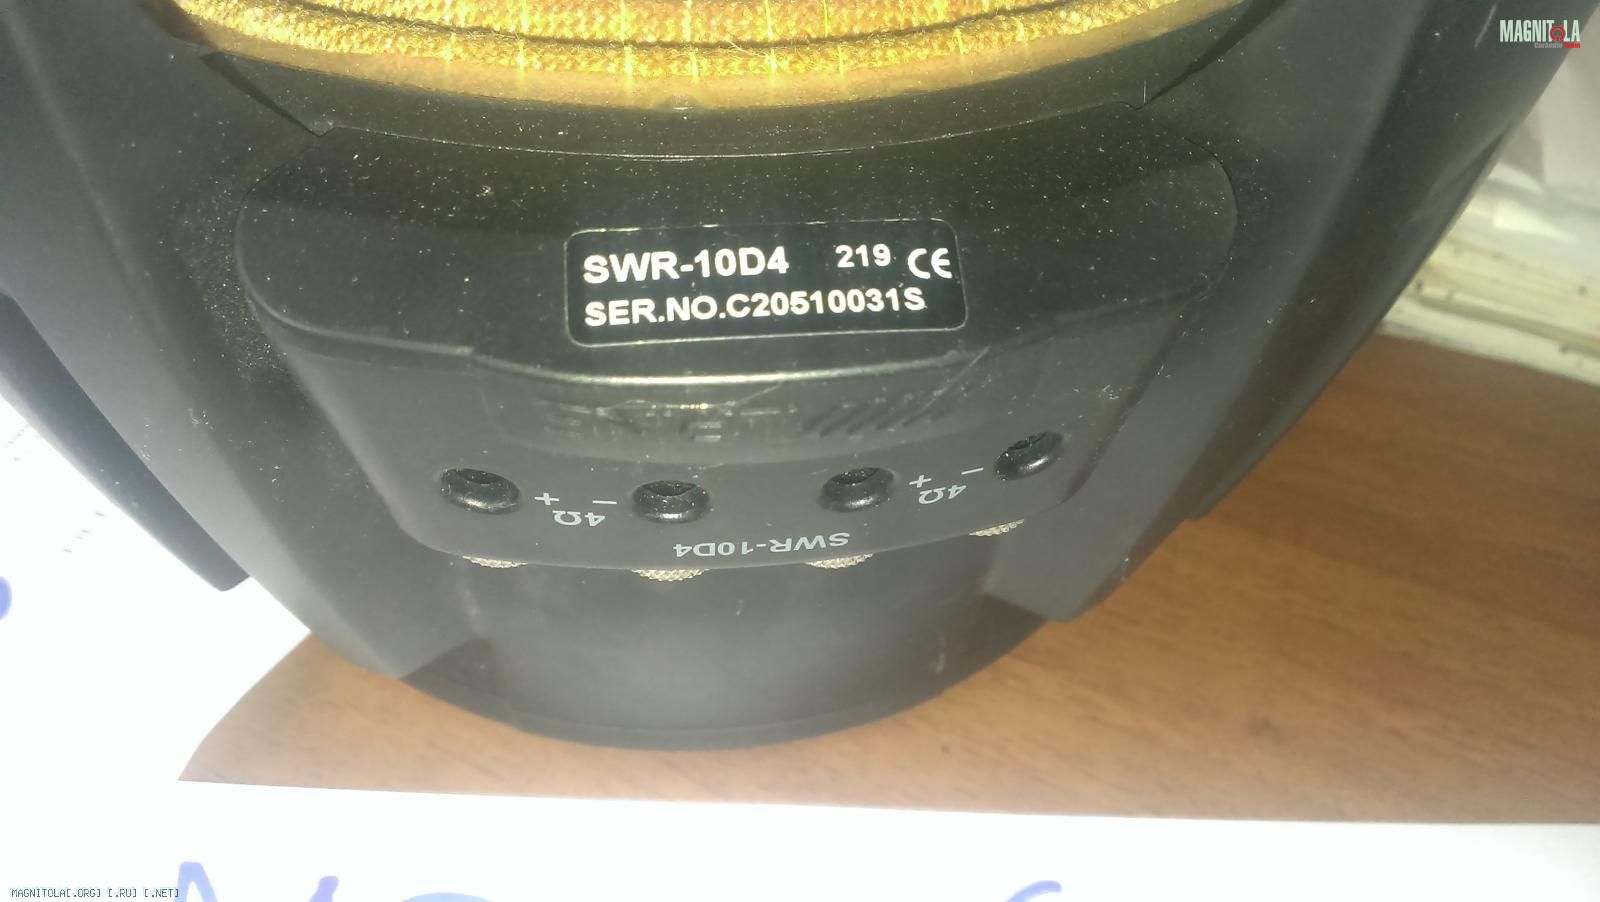 MAGNITOLA
SWR-10D4 219 CE
SER.NO.C20510031S
+ − + −
4Ω 4Ω
SWR-10D4
MAGNITOLA[.ORG] [.RU] [.NET]